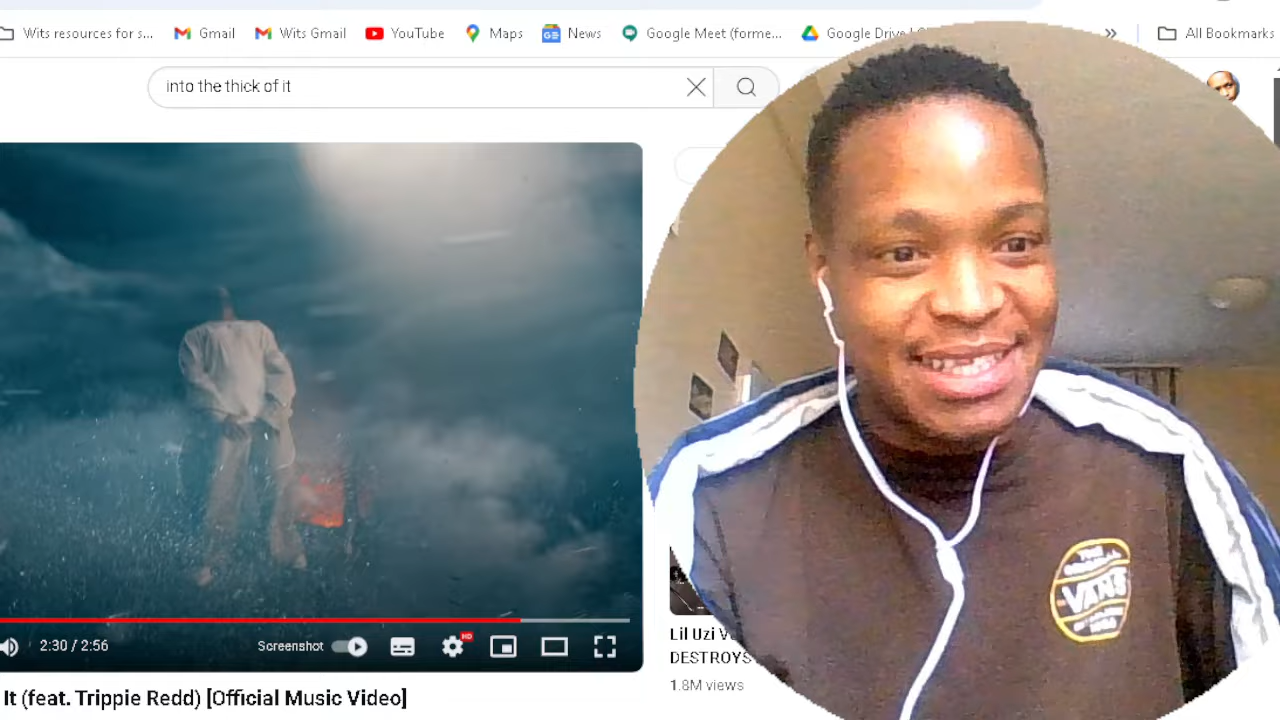 Wits resources for s...
Gmail
Wits Gmail
YouTube
Maps
News
Google Meet (forme...
Google Drive
»
All Bookmarks
into the thick of it
2:30 / 2:56
Screenshot
HD
It (feat. Trippie Redd) [Official Music Video]
Lil Uzi
DESTROYS
1.8M views
VANS